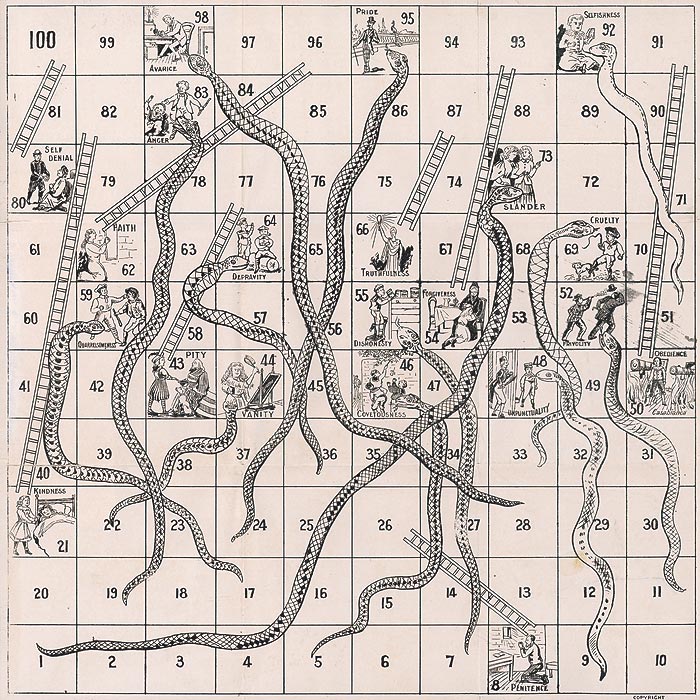 100 99 98 97 96 95 94 93 92 91
AVARICE
PRIDE
SELFISHNESS
81 82 83 84 85 86 87 88 89 90
ANGER
80 79 78 77 76 75 74 73 72 71
SELF
DENIAL
SLANDER
61 62 63 64 65 66 67 68 69 70
FAITH
DEPRAVITY
TRUTHFULNESS
CRUELTY
60 59 58 57 56 55 54 53 52 51
QUARRELSOMENESS
DISHONESTY
FORGIVENESS
FRIVOLITY
41 42 43 44 45 46 47 48 49 50
PITY
VANITY
COVETOUSNESS
UNPUNCTUALITY
OBEDIENCE
Casabianca
40 39 38 37 36 35 34 33 32 31
21 22 23 24 25 26 27 28 29 30
KINDNESS
20 19 18 17 16 15 14 13 12 11
1 2 3 4 5 6 7 8 9 10
PENITENCE
COPYRIGHT